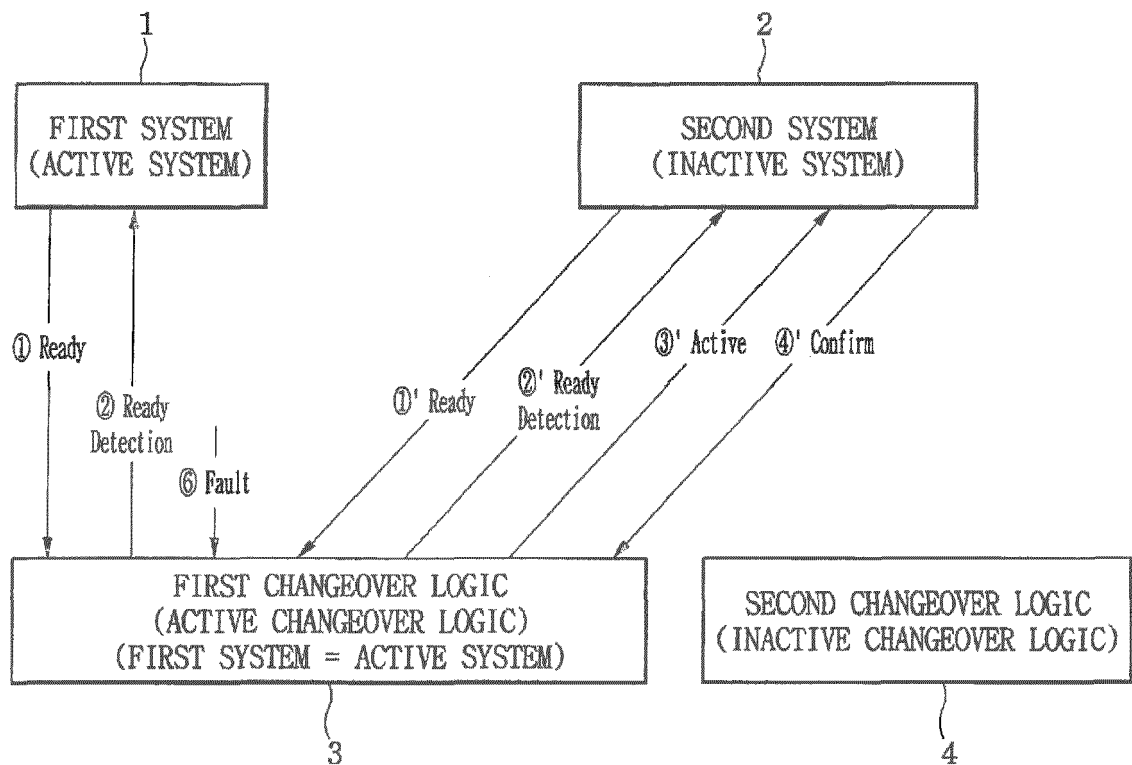 1
2
FIRST SYSTEM
(ACTIVE SYSTEM)
SECOND SYSTEM
(INACTIVE SYSTEM)
① Ready
② Ready
Detection
⑥ Fault
①' Ready
②' Ready
Detection
③' Active
④' Confirm
FIRST CHANGEOVER LOGIC
(ACTIVE CHANGEOVER LOGIC)
(FIRST SYSTEM = ACTIVE SYSTEM)
SECOND CHANGEOVER LOGIC
(INACTIVE CHANGEOVER LOGIC)
3
4